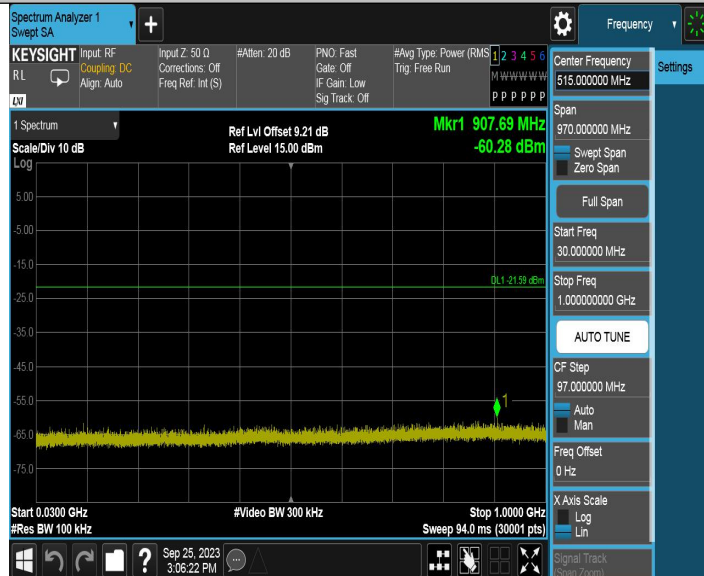 Spectrum Analyzer 1
Swept SA
Frequency
KEYSIGHT
RL
LXI
Input: RF
Coupling: DC
Align: Auto
Input Z: 50 Ω
Corrections: Off
Freq Ref: Int (S)
#Atten: 20 dB
PNO: Fast
Gate: Off
IF Gain: Low
Sig Track: Off
#Avg Type: Power (RMS
Trig: Free Run
1 2 3 4 5 6
M W W W W W
P P P P P P
Center Frequency
515.000000 MHz
Settings
Span
970.000000 MHz
Swept Span
Zero Span
Full Span
Start Freq
30.000000 MHz
Stop Freq
1.000000000 GHz
AUTO TUNE
CF Step
97.000000 MHz
Auto
Man
Freq Offset
0 Hz
X Axis Scale
Log
Lin
Signal Track
(Span Zoom)
1 Spectrum
Scale/Div 10 dB
Log
Ref Lvl Offset 9.21 dB
Ref Level 15.00 dBm
Mkr1 907.69 MHz
-60.28 dBm
5.00
-5.00
-15.0
DL1 -21.59 dBm
-25.0
-35.0
-45.0
-55.0
1
-65.0
-75.0
Start 0.0300 GHz
#Video BW 300 kHz
Stop 1.0000 GHz
#Res BW 100 kHz
Sweep 94.0 ms (30001 pts)
?
Sep 25, 2023
3:06:22 PM